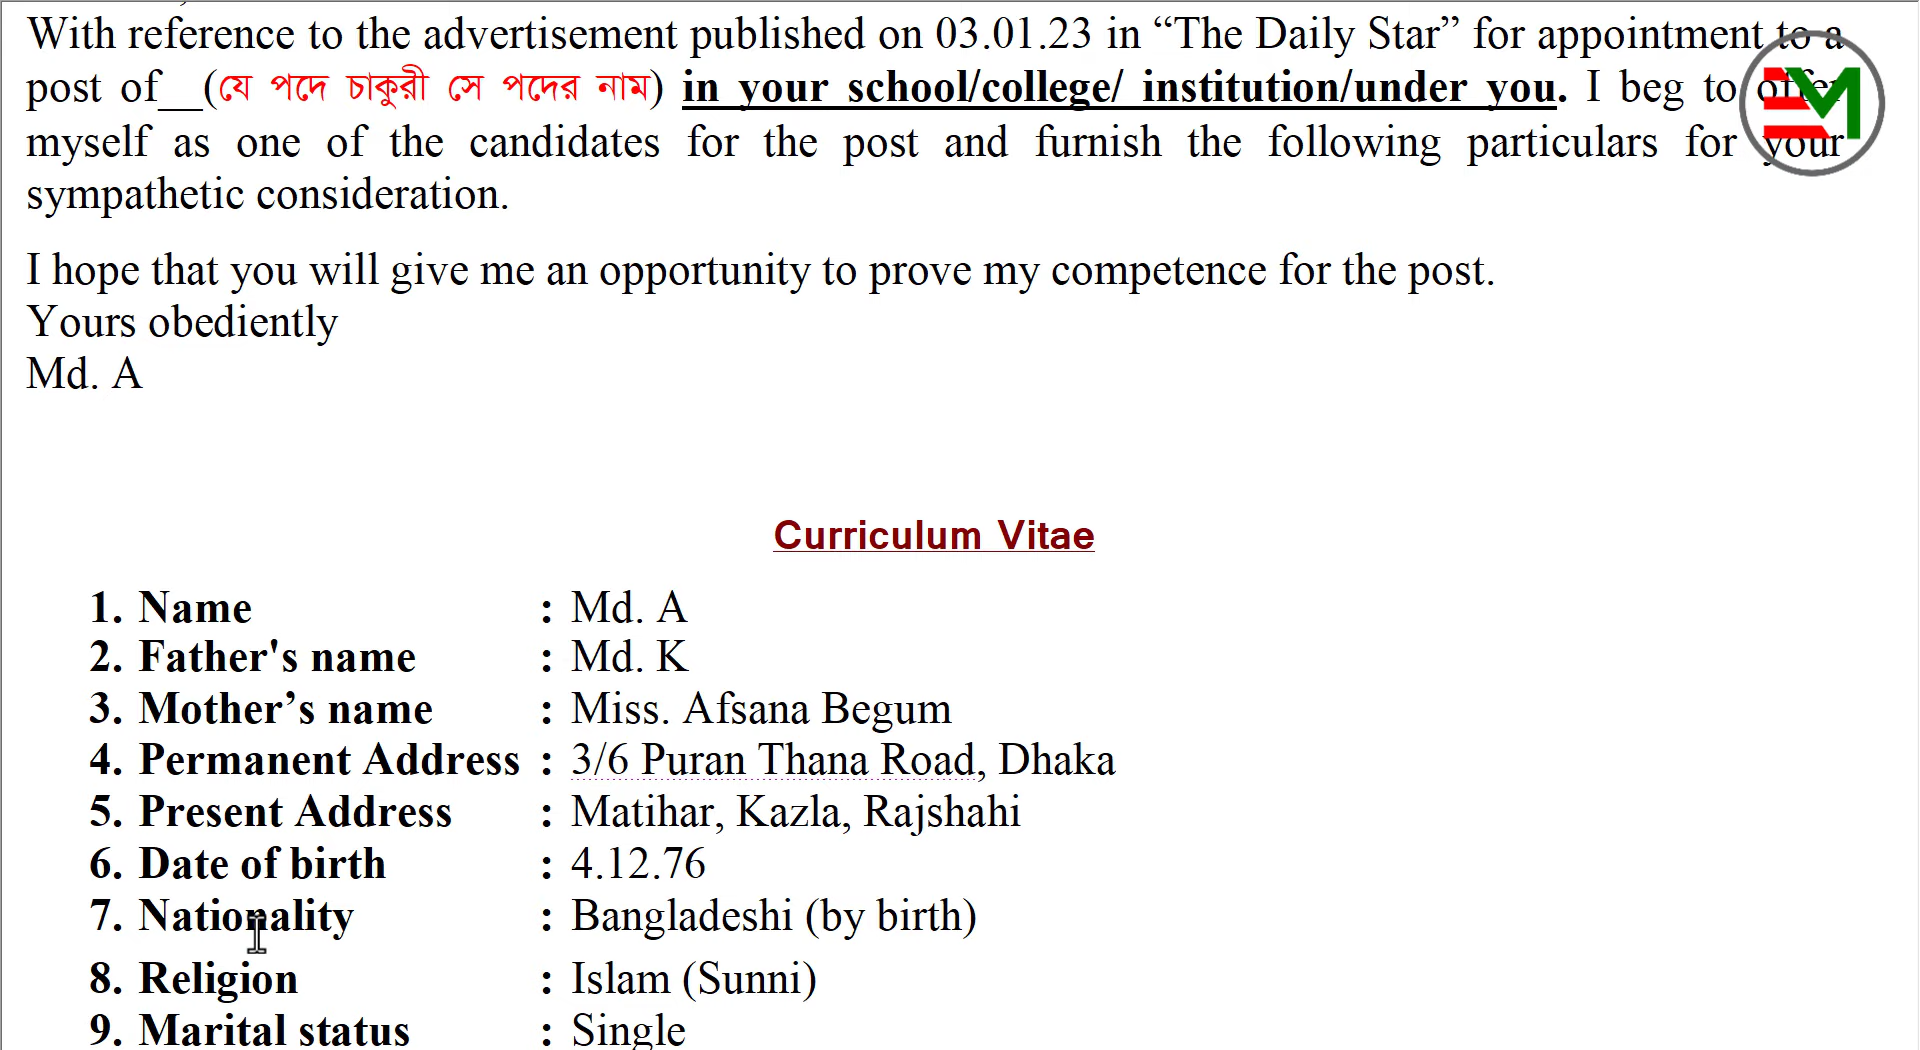 With reference to the advertisement published on 03.01.23 in “The Daily Star” for appointment to a
post of__(যে পদে চাকুরী সে পদের নাম) in your school/college/ institution/under you. I beg to offer
myself as one of the candidates for the post and furnish the following particulars for your
sympathetic consideration.
I hope that you will give me an opportunity to prove my competence for the post.
Yours obediently
Md. A
EM
Curriculum Vitae
1. Name : Md. A
2. Father's name : Md. K
3. Mother’s name : Miss. Afsana Begum
4. Permanent Address : 3/6 Puran Thana Road, Dhaka
5. Present Address : Matihar, Kazla, Rajshahi
6. Date of birth : 4.12.76
7. Nationality : Bangladeshi (by birth)
8. Religion : Islam (Sunni)
9. Marital status : Single